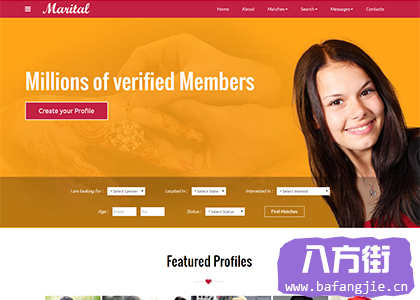 Marital
Home About Matches Search Messages Contacts
Millions of verified Members
Create your Profile
I am looking for : * Select Gender Located In : * Select State Interested In : * Select Interest
Age : From - To Status : * Select Status Find Matches
Featured Profiles
八方街
www.bafangjie.cn